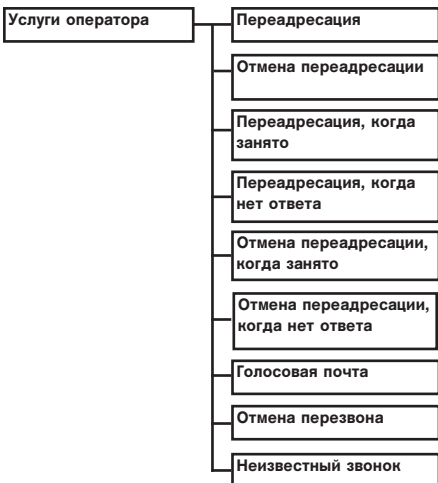 Услуги оператора
Переадресация
Отмена переадресации
Переадресация, когда
занято
Переадресация, когда
нет ответа
Отмена переадресации,
когда занято
Отмена переадресации,
когда нет ответа
Голосовая почта
Отмена перезвона
Неизвестный звонок